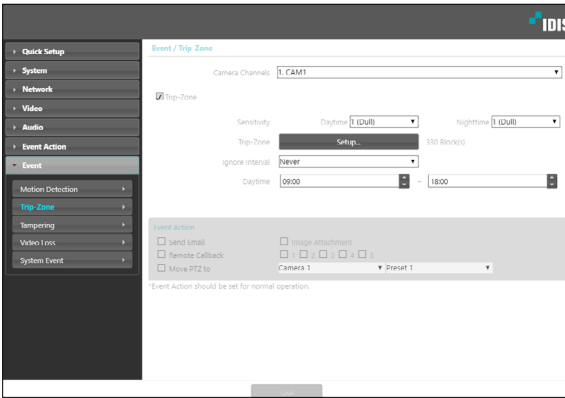 IDIS
Quick Setup
System
Network
Video
Audio
Event Action
Event
Motion Detection
Trip-Zone
Tampering
Video Loss
System Event
Event / Trip Zone
Camera Channels 1. CAM1
Trip-Zone
Sensitivity Daytime 1 (Dull) Nighttime 1 (Dull)
Trip-Zone Setup... 330 Block(s)
Ignore Interval Never
Daytime 09:00 ~ 18:00
Event Action
Send Email Image Attachment
Remote Callback 1 2 3 4 5
Move PTZ to Camera 1 Preset 1
*Event Action should be set for normal operation.